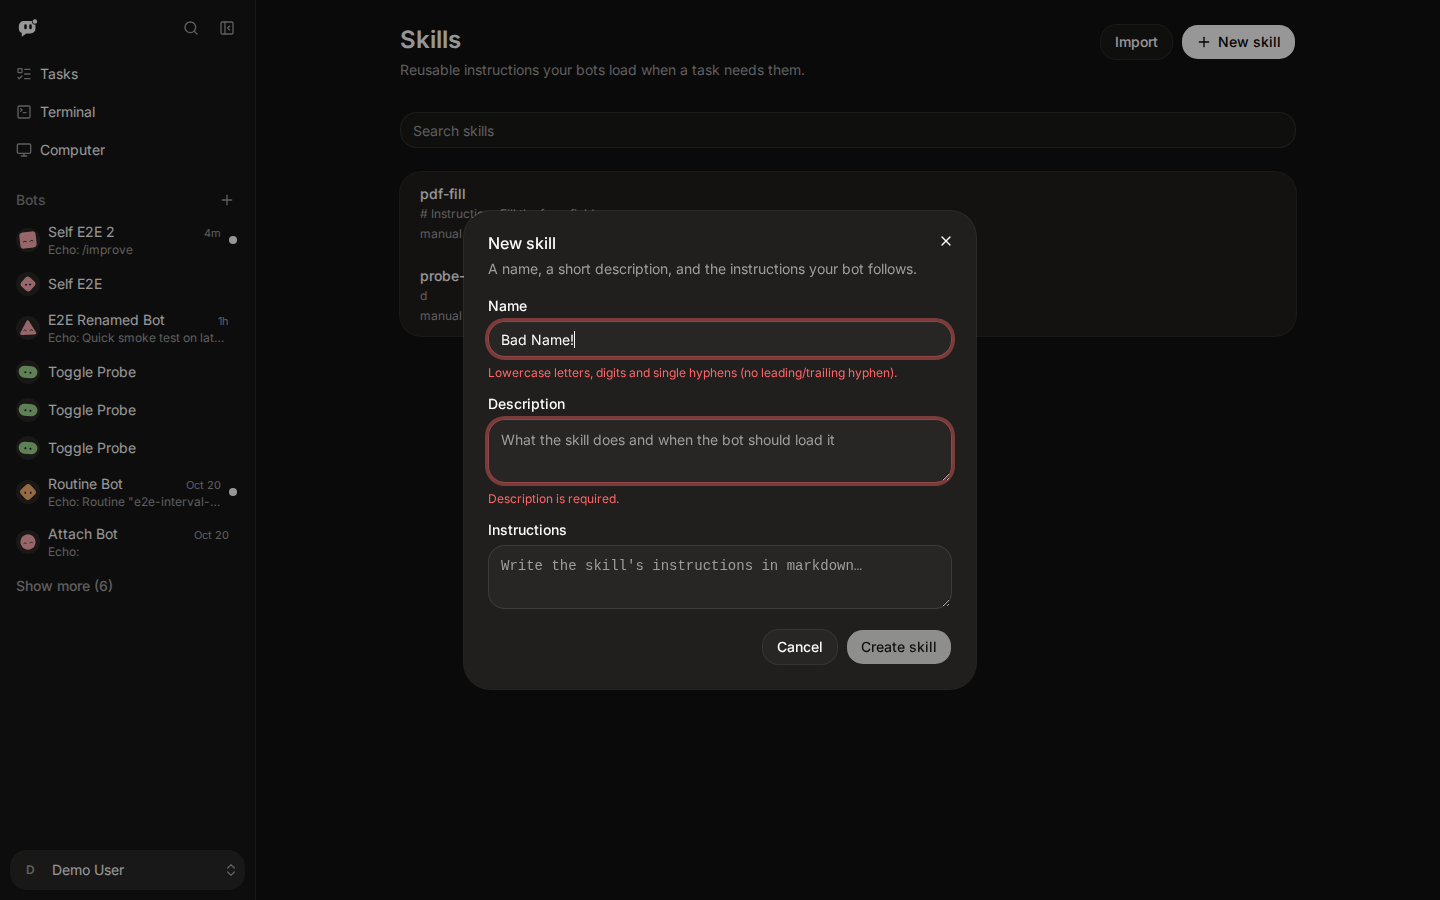 Tasks
Terminal
Computer
Bots
Self E2E 2
4m
Echo: /improve
Self E2E
E2E Renamed Bot
1h
Echo: Quick smoke test on lat...
Toggle Probe
Toggle Probe
Toggle Probe
Routine Bot
Oct 20
Echo: Routine "e2e-interval-...
Attach Bot
Oct 20
Echo:
Show more (6)
D
Demo User
Skills
Reusable instructions your bots load when a task needs them.
Import
New skill
Search skills
pdf-fill
# Instruction
manual
probe-
d
manual
New skill
A name, a short description, and the instructions your bot follows.
Name
Bad Name!
Lowercase letters, digits and single hyphens (no leading/trailing hyphen).
Description
What the skill does and when the bot should load it
Description is required.
Instructions
Write the skill's instructions in markdown…
Cancel
Create skill